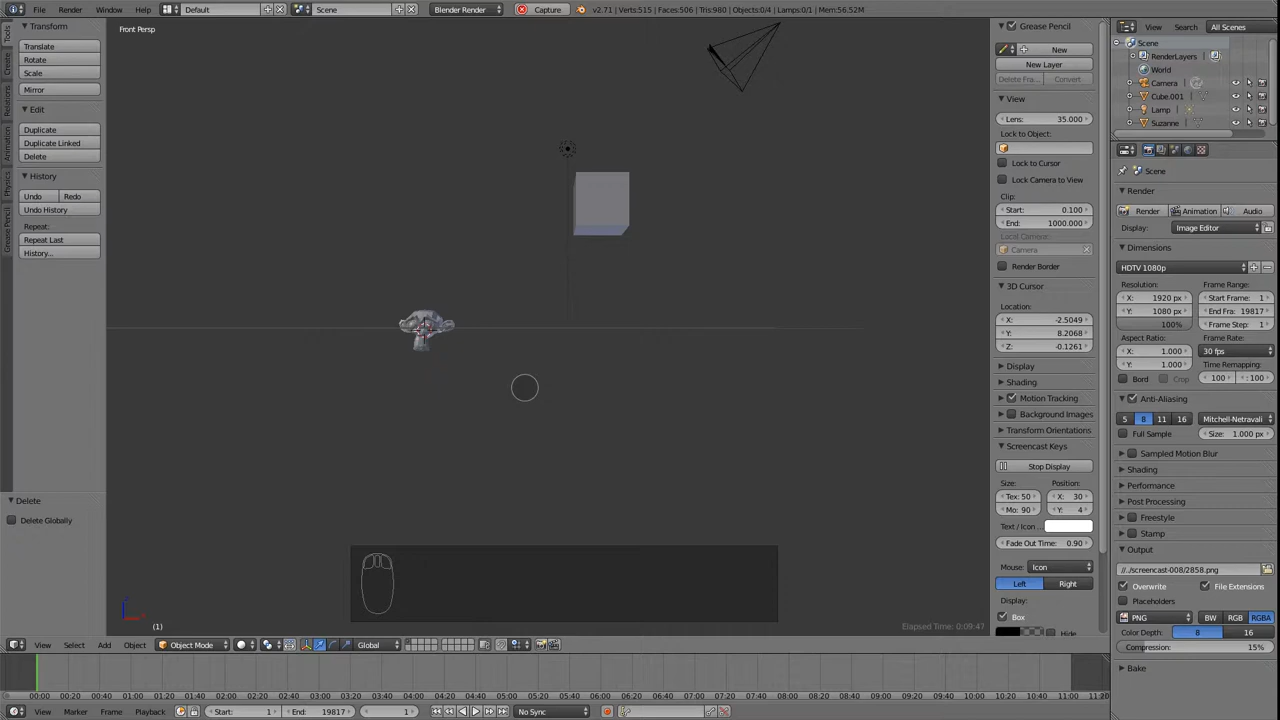 File Render Window Help Default Scene Blender Render Capture v2.71 | Verts:515 | Faces:506 | Tris:980 | Objects:0/4 | Lamps:0/1 | Mem:56.52M
Tools
Create
Relations
Animation
Physics
Grease Pencil
Transform
Translate
Rotate
Scale
Mirror
Edit
Duplicate
Duplicate Linked
Delete
History
Undo Redo
Undo History
Repeat:
Repeat Last
History...
Delete
Delete Globally
Front Persp
(1)
Elapsed Time: 0:09:47
Grease Pencil
New
New Layer
Delete Fra... Convert
View
Lens: 35.000
Lock to Object:
Lock to Cursor
Lock Camera to View
Clip:
Start: 0.100
End: 1000.000
Local Camera:
Camera
Render Border
3D Cursor
Location:
X: -2.5049
Y: 8.2068
Z: -0.1261
Display
Shading
Motion Tracking
Background Images
Transform Orientations
Screencast Keys
Stop Display
Size: Position:
Tex: 50 X: 30
Mo: 90 Y: 4
Text / Icon ...
Fade Out Time: 0.90
Mouse: Icon
Left Right
Display:
Box
Hide
View Search All Scenes
Scene
RenderLayers
World
Camera
Cube.001
Lamp
Suzanne
Scene
Render
Render Animation Audio
Display: Image Editor
Dimensions
HDTV 1080p
Resolution: Frame Range:
X: 1920 px Start Frame: 1
Y: 1080 px End Fra: 19817
100% Frame Step: 1
Aspect Ratio: Frame Rate:
X: 1.000 30 fps
Y: 1.000 Time Remapping:
Bord Crop 100 : 100
Anti-Aliasing
5 8 11 16 Mitchell-Netravali
Full Sample Size: 1.000 px
Sampled Motion Blur
Shading
Performance
Post Processing
Freestyle
Stamp
Output
//../screencast-008/2858.png
Overwrite File Extensions
Placeholders
PNG BW RGB RGBA
Color Depth: 8 16
Compression: 15%
Bake
View Select Add Object Object Mode Global
00:00 00:20 00:40 01:00 01:20 01:40 02:00 02:20 02:40 03:00 03:20 03:40 04:00 04:20 04:40 05:00 05:20 05:40 06:00 06:20 06:40 07:00 07:20 07:40 08:00 08:20 08:40 09:00 09:20 09:40 10:00 10:20 10:40 11:00 11:20
View Marker Frame Playback Start: 1 End: 19817 1 No Sync